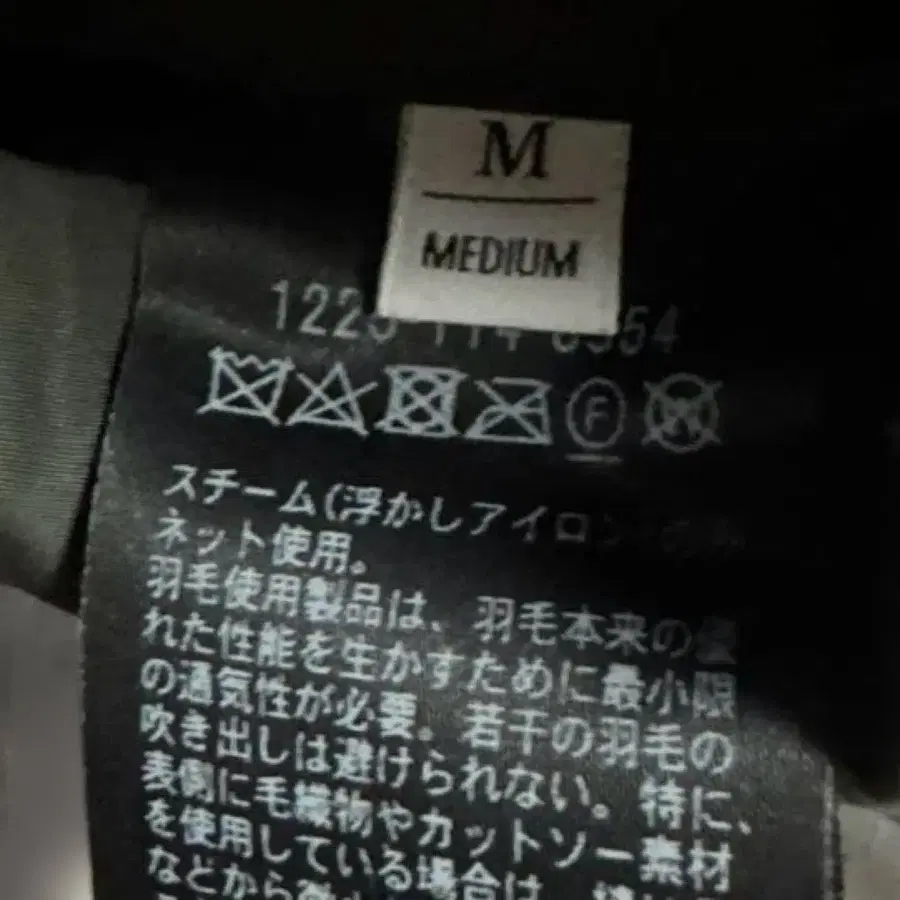 M
MEDIUM
1223-114-
F
スチーム(浮かしアイロン
ネット使用。
羽毛使用製品は、羽毛本来の優
れた性能を生かすために最小限
の通気性が必要。若干の羽毛の
吹き出しは避けられない。特に、
表側に毛織物やカットソー素材
を使用している場合は、
などから